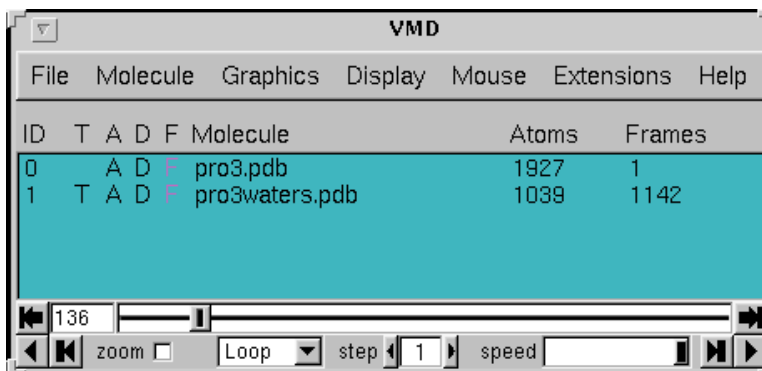 VMD
File Molecule Graphics Display Mouse Extensions Help
ID T A D F Molecule Atoms Frames
0 A D F pro3.pdb 1927 1
1 T A D F pro3waters.pdb 1039 1142
136
zoom Loop step 1 speed